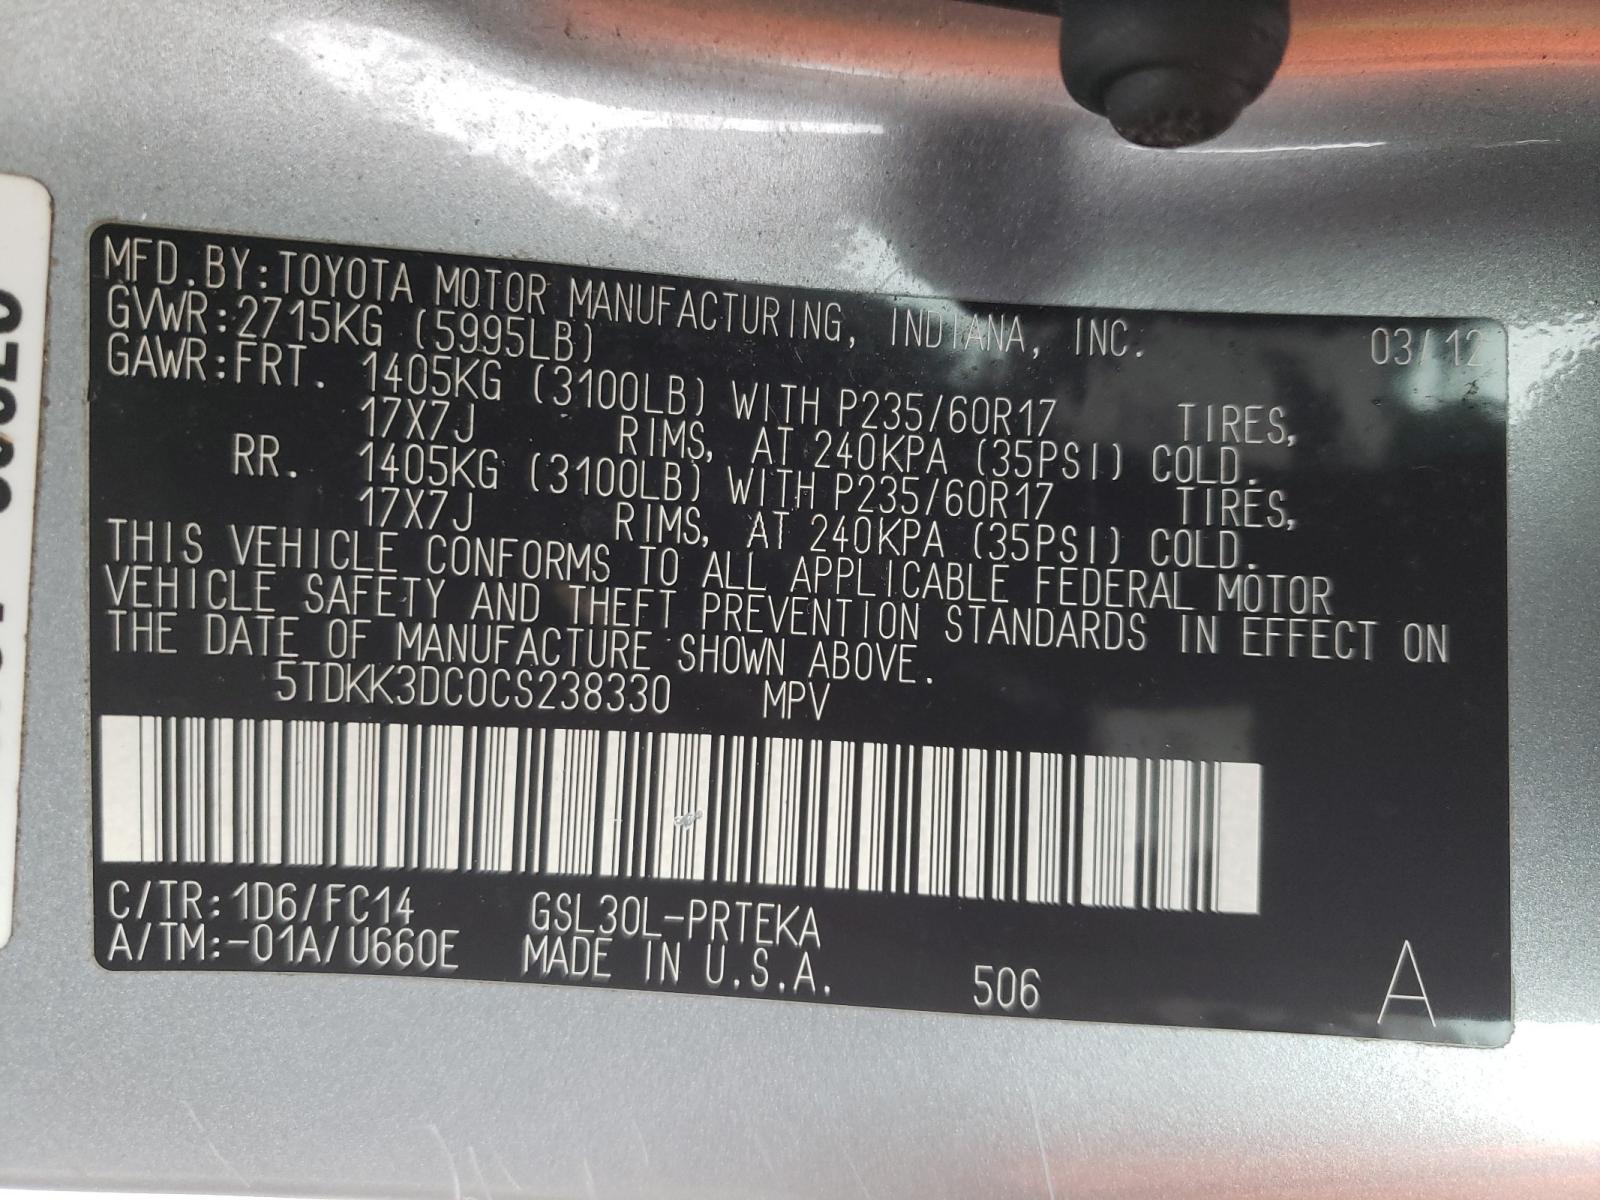 MFD.BY:TOYOTA MOTOR MANUFACTURING, INDIANA, INC. 03/12
GVWR:2715KG (5995LB)
GAWR:FRT. 1405KG (3100LB) WITH P235/60R17 TIRES,
17X7J RIMS, AT 240KPA (35PSI) COLD.
RR. 1405KG (3100LB) WITH P235/60R17 TIRES,
17X7J RIMS, AT 240KPA (35PSI) COLD.
THIS VEHICLE CONFORMS TO ALL APPLICABLE FEDERAL MOTOR
VEHICLE SAFETY AND THEFT PREVENTION STANDARDS IN EFFECT ON
THE DATE OF MANUFACTURE SHOWN ABOVE.
5TDKK3DC0CS238330 MPV
C/TR:1D6/FC14 GSL30L-PRTEKA
A/TM:-01A/U660E MADE IN U.S.A. 506 A